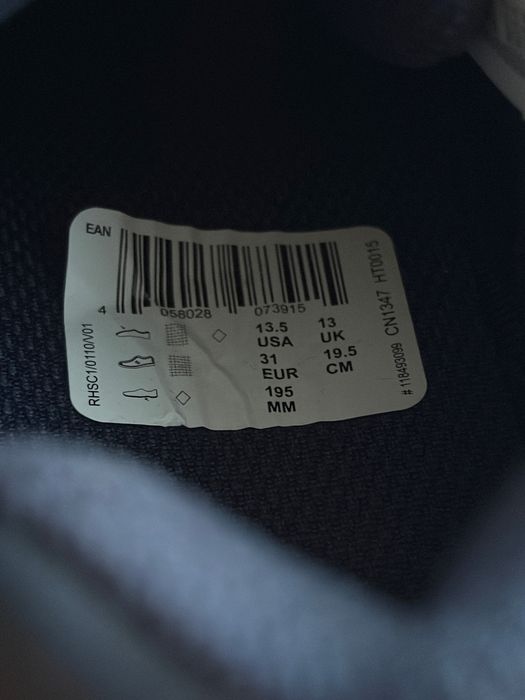 EAN
4 058028 073915
RHSC1/0110/V01
13.5 13
USA UK
31 19.5
EUR CM
195
MM
#118493099 CN1347 HT0015